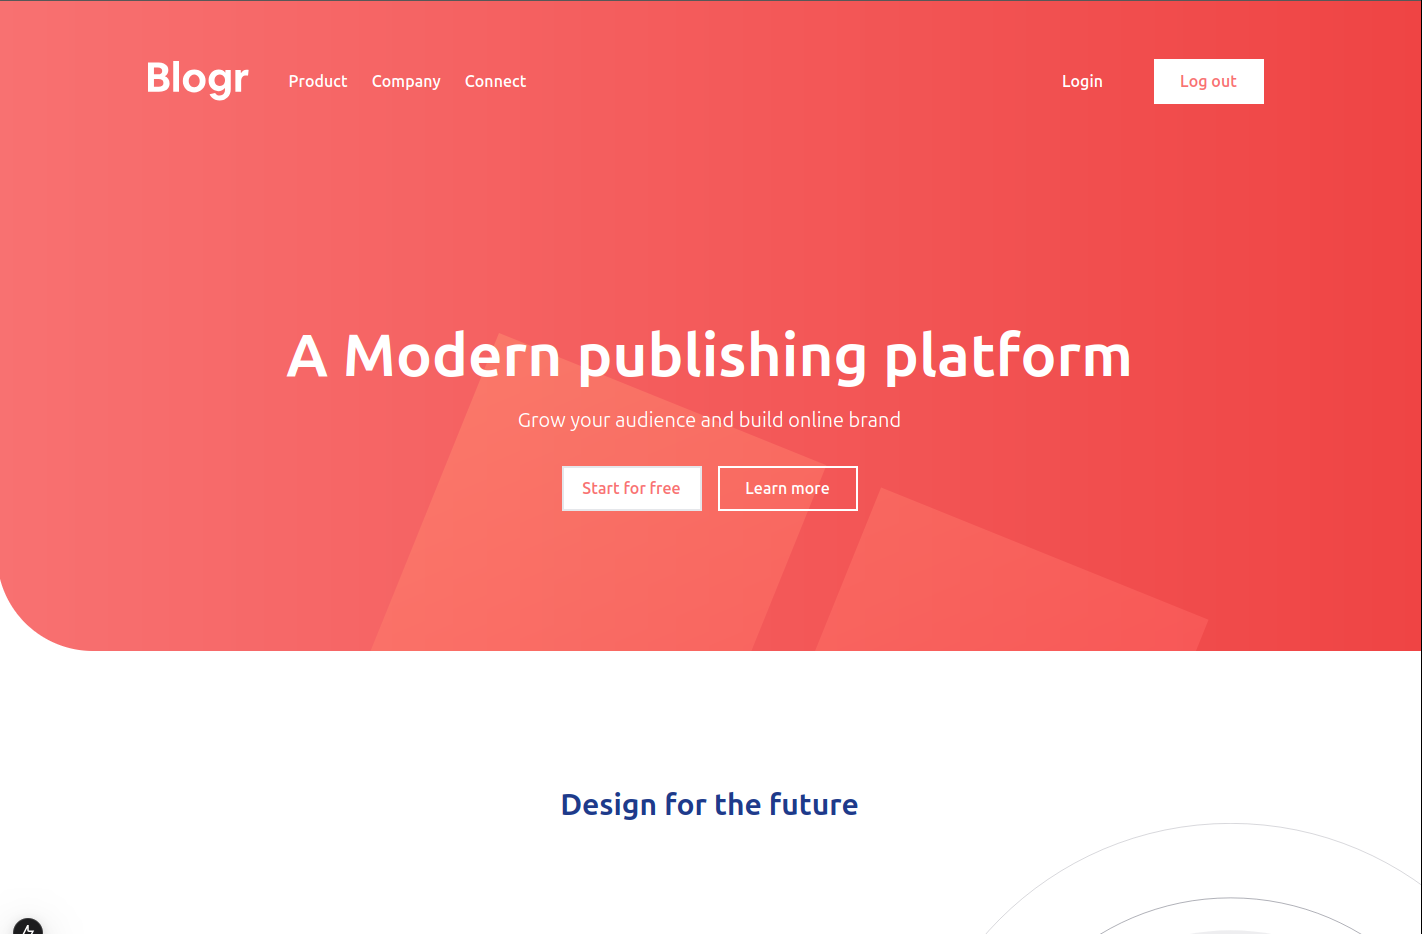 Blogr Product Company Connect Login Log out
A Modern publishing platform
Grow your audience and build online brand
Start for free Learn more
Design for the future